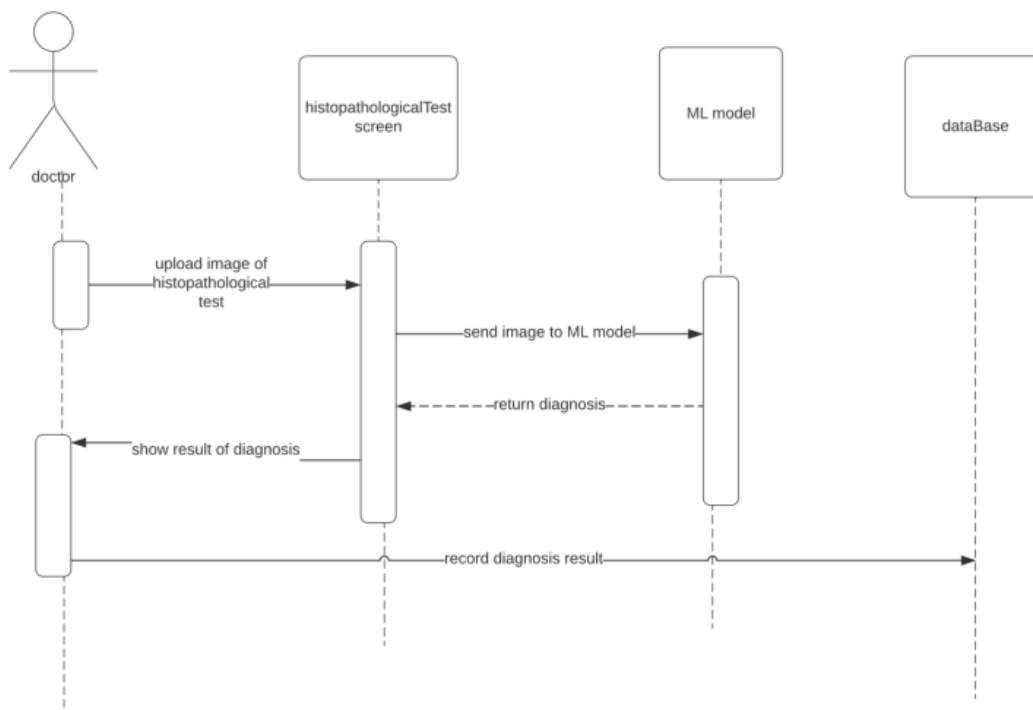 histopathologicalTest
screen
ML model
dataBase
doctor
upload image of
histopathological
test
send image to ML model
return diagnosis
show result of diagnosis
record diagnosis result